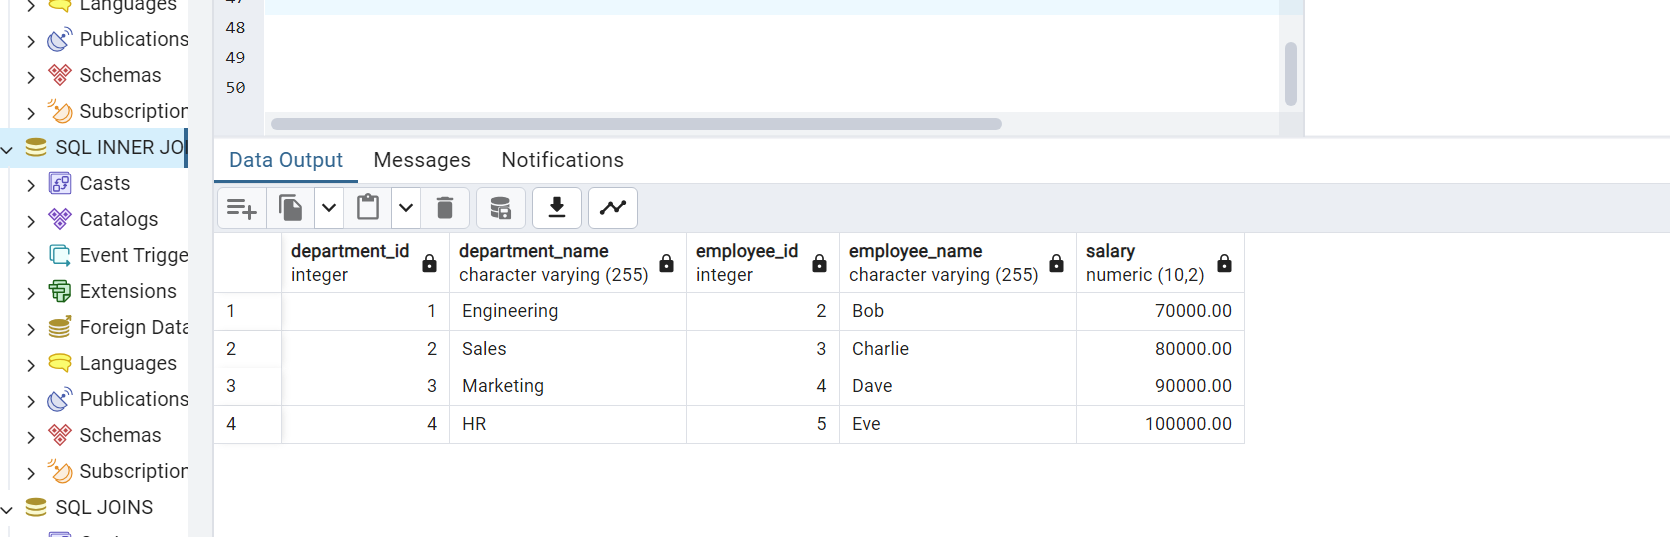 Languages
Publications
Schemas
Subscription
SQL INNER JO
Casts
Catalogs
Event Trigge
Extensions
Foreign Data
Languages
Publications
Schemas
Subscription
SQL JOINS
48
49
50
Data Output Messages Notifications
department_id department_name employee_id employee_name salary
integer character varying (255) integer character varying (255) numeric (10,2)
1 1 Engineering 2 Bob 70000.00
2 2 Sales 3 Charlie 80000.00
3 3 Marketing 4 Dave 90000.00
4 4 HR 5 Eve 100000.00